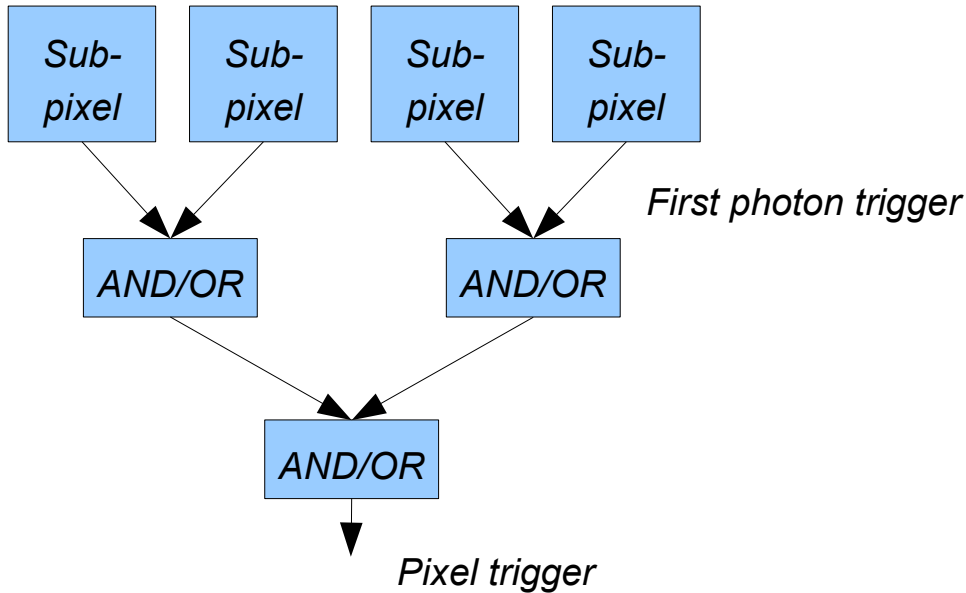 Sub-
pixel
Sub-
pixel
Sub-
pixel
Sub-
pixel
First photon trigger
AND/OR
AND/OR
AND/OR
Pixel trigger